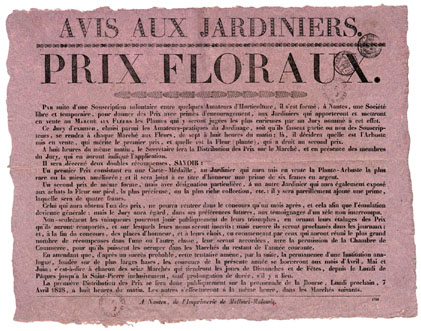 AVIS AUX JARDINIERS.
PRIX FLORAUX.
PAR suite d'une Souscription volontaire entre quelques Amateurs d'Horticulture, il s'est formé, à Nantes, une Société
libre et temporaire, pour donner des Prix avec primes d'encouragement, aux Jardiniers qui apporteront et mettront
en vente au MARCHÉ AUX FLEURS les Plantes qui y seront jugées les plus curieuses par un Jury nommé à cet effet.
Ce Jury d'examen, choisi parmi les Amateurs-pratiques du Jardinage, soit qu'ils fassent partie ou non des Souscrip-
teurs, se rendra à chaque Marché aux Fleurs, de sept à huit heures du matin; là, il décidera quelle est l'Arbuste
mis en vente, qui mérite le premier prix, et quelle est la Fleur plante, qui a droit au second prix.
A huit heures du même matin, le Secrétaire lira la Distribution des Prix sur le Marché, et en présence des membres
du Jury, qui en auront indiqué l'application.
Il sera décerné deux doubles récompenses, SAVOIR:
Un premier Prix consistant en une Carte-Médaille, au Jardinier qui aura mis en vente la Plante-Arbuste la plus
rare ou la mieux améliorée; et il sera joint à ce titre d'honneur une prime de six francs en argent.
Un second prix de même forme, mais avec désignation particulière, à un autre Jardinier qui aura également exposé
aux achats la Fleur sur pied, la plus précieuse, ou la plus belle collection, etc.: il y sera pareillement ajouté une prime,
laquelle sera de quatre francs.
Celui qui aura obtenu l'un des prix, ne pourra rentrer dans le concours qu'un mois après, et cela afin que l'émulation
devienne générale; mais le Jury aura égard, dans ses préférences futures, au témoignage d'un zèle non interrompu.
Non-seulement les vainqueurs pourront jouir publiquement de leurs triomphes, en ornant leurs étalages des Prix
qu'ils auront remportés, et sur lesquels leurs noms seront inscrits; mais encore ils seront proclamés dans les journaux;
et, à la fin du concours, des places d'honneur, et à leurs choix, en commençant par ceux qui auront réuni le plus grand
nombre de récompenses dans l'une ou l'autre classe, leur seront accordées, avec la permission de la Chambre de
Commerce, pour qu'ils puissent les occuper dans les Marchés du restant de l'année courante.
En attendant que, d'après un succès probable, cette tentative amène, par la suite, la permanence d'une Institution analo-
gue, fondée sur de plus larges bases, les concours de la présente année se borneront aux mois d'Avril, Mai et
Juin; c'est-à-dire à chacun des seize Marchés qui tiendront les jours de Dimanches et de Fêtes, depuis le Lundi de
Pâques jusqu'à la Saint-Pierre inclusivement, sauf prolongation de durée, s'il y a lieu.
La première Distribution des Prix se fera donc publiquement sur la promenade de la Bourse, Lundi prochain, 7
Avril 1828, à huit heures du matin. Les autres s'effectueront à la même heure, dans les Marchés suivants.
A Nantes, de l'Imprimerie de Mellinet-Malassis.